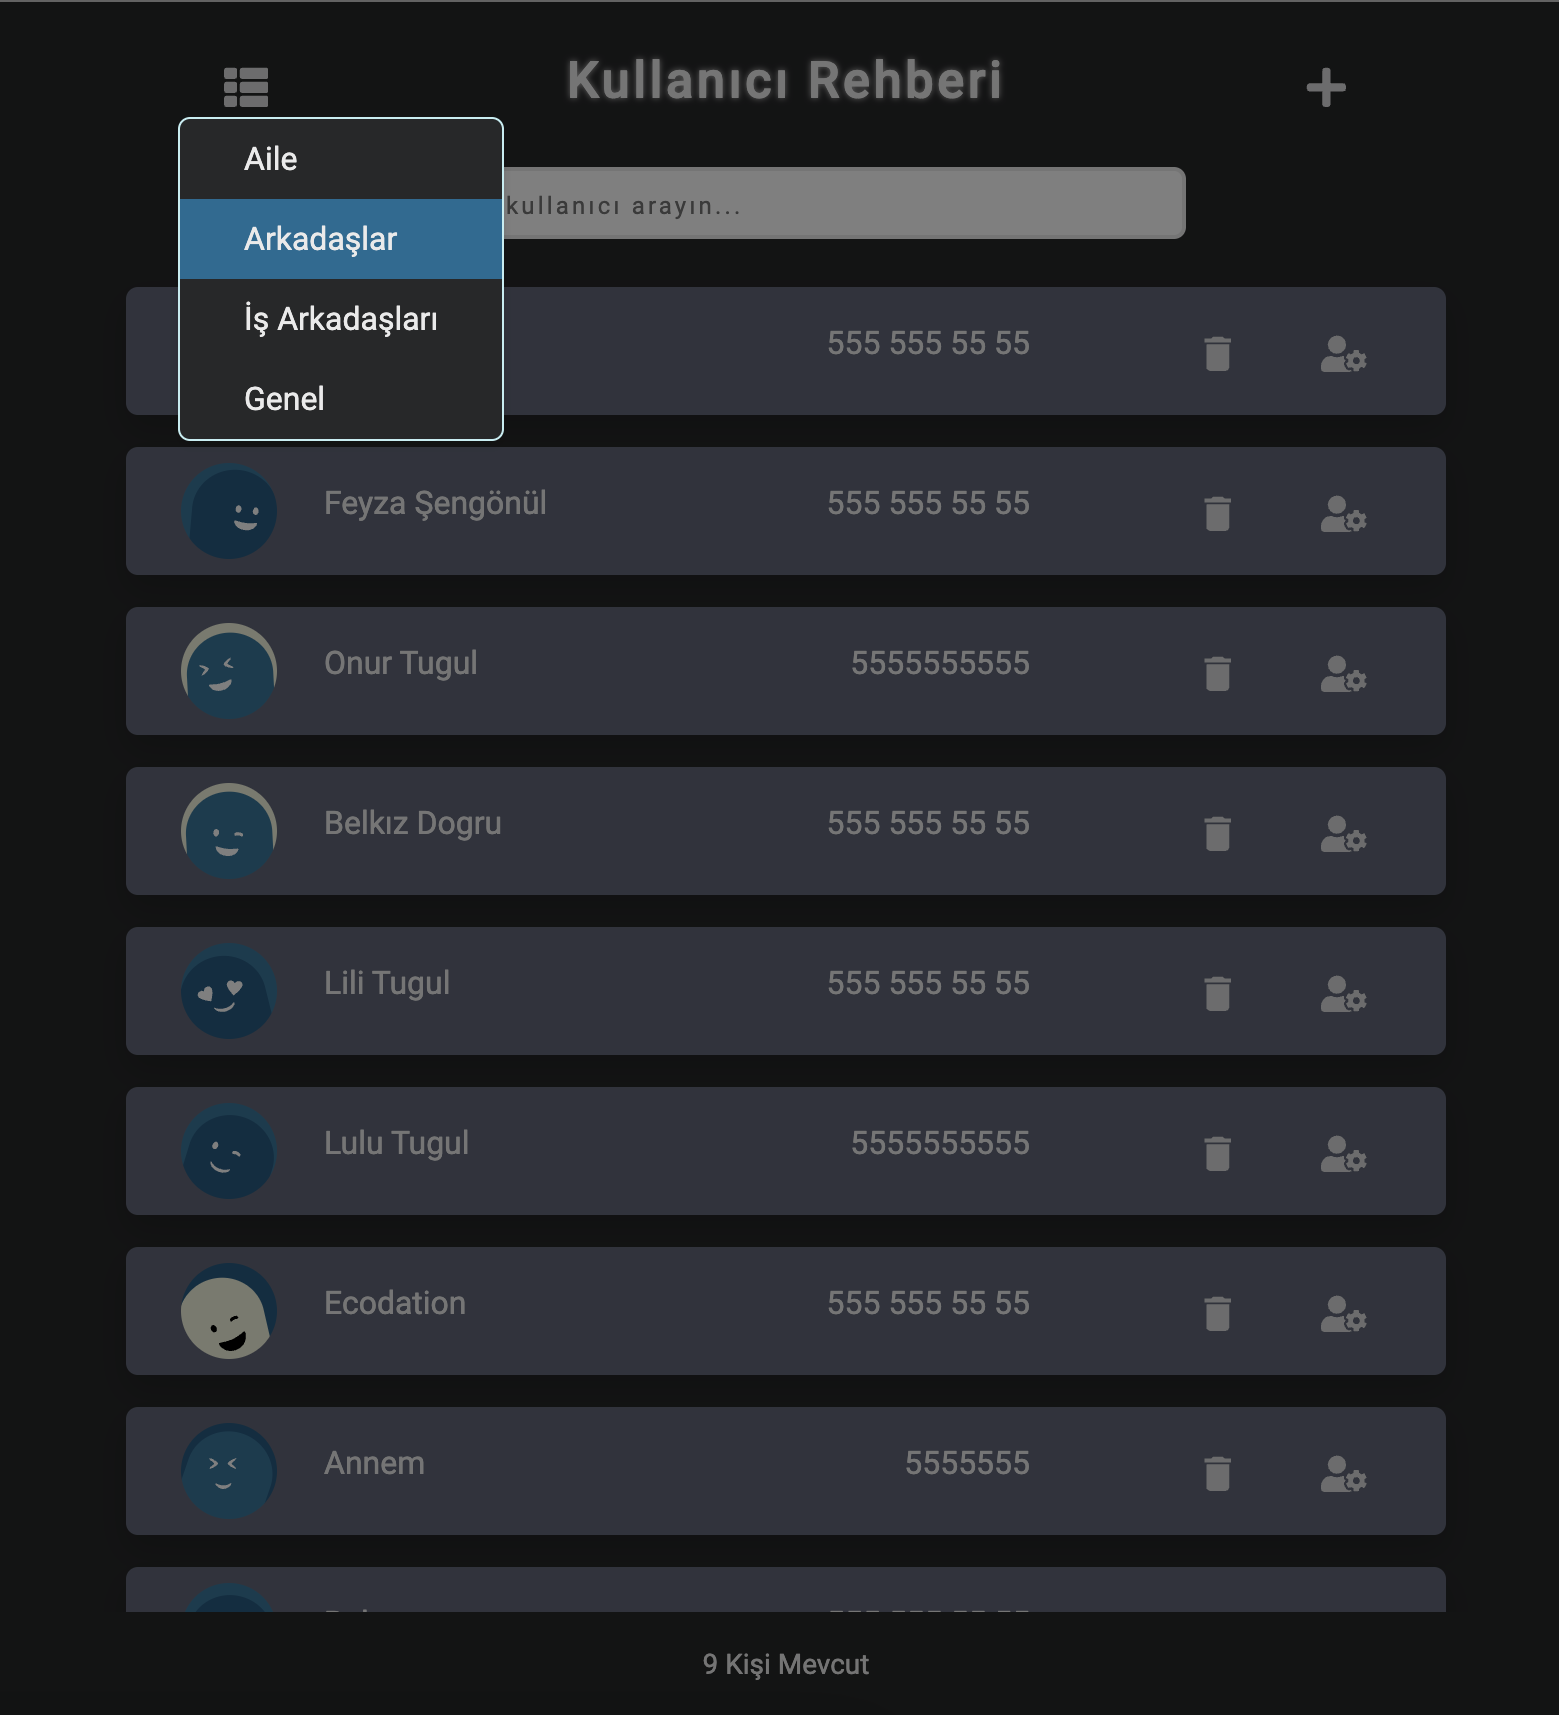 Kullanıcı Rehberi
Aile
kullanıcı arayın...
Arkadaşlar
İş Arkadaşları
555 555 55 55
Genel
Feyza Şengönül 555 555 55 55
Onur Tugul 5555555555
Belkız Dogru 555 555 55 55
Lili Tugul 555 555 55 55
Lulu Tugul 5555555555
Ecodation 555 555 55 55
Annem 5555555
9 Kişi Mevcut